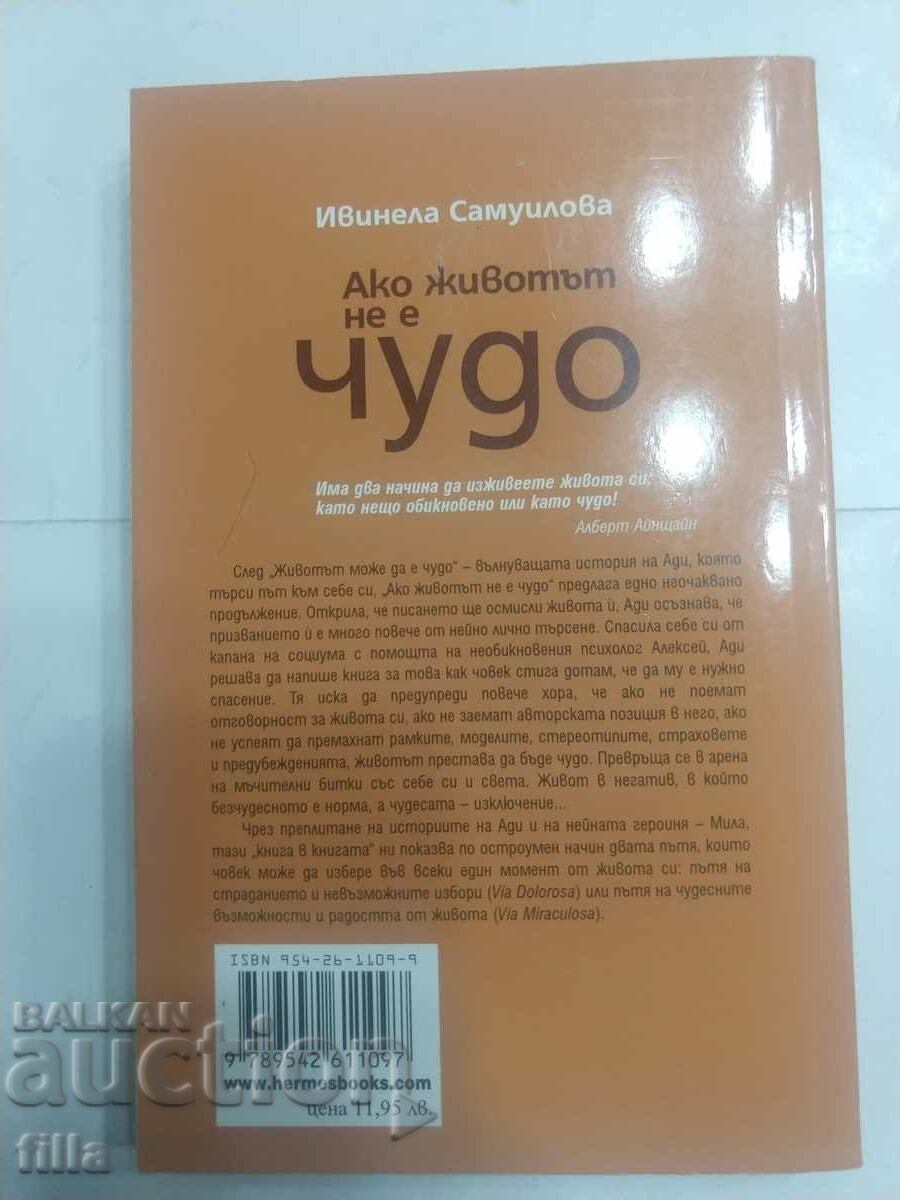 Ивинела Самуилова
Ако животът
не е
чудо
Има два начина да изживеете живота си:
като нещо обикновено или като чудо!
Алберт Айнщайн
След „Животът може да е чудо“ – вълнуващата история на Ади, която
търси път към себе си, „Ако животът не е чудо“ предлага едно неочаквано
продължение. Открила, че писането ще осмисли живота ѝ, Ади осъзнава, че
призванието ѝ е много повече от нейно лично търсене. Спасила себе си от
капана на социума с помощта на необикновения психолог Алексей, Ади
решава да напише книга за това как човек стига дотам, че да му е нужно
спасение. Тя иска да предупреди повече хора, че ако не поемат
отговорност за живота си, ако не заемат авторската позиция в него, ако
не успеят да премахнат рамките, моделите, стереотипите, страховете
и предубежденията, животът престава да бъде чудо. Превръща се в арена
на мъчителни битки със себе си и света. Живот в негатив, в който
безчудесното е норма, а чудесата – изключение...
Чрез преплитане на историите на Ади и на нейната героиня – Мила,
тази „книга в книгата“ ни показва по остроумен начин двата пътя, които
човек може да избере във всеки един момент от живота си: пътя на
страданието и невъзможните избори (Via Dolorosa) или пътя на чудесните
възможности и радостта от живота (Via Miraculosa).
ISBN 954-26-1109-9
9 789542 611097
www.hermesbooks.com
цена 11,95 лв.
BALKAN
auction
filla